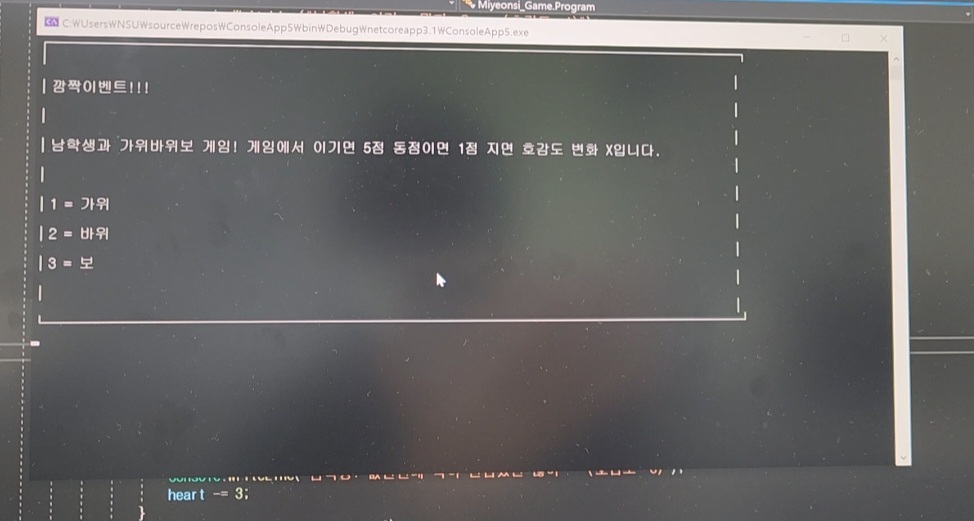 Miyeonsi_Game.Program
C:\Users\NSU\source\repos\ConsoleApp5\bin\Debug\netcoreapp3.1\ConsoleApp5.exe
깜짝이벤트!!!
남학생과 가위바위보 게임! 게임에서 이기면 5점 동점이면 1점 지면 호감도 변화 X입니다.
1 = 가위
2 = 바위
3 = 보
heart -= 3;
}